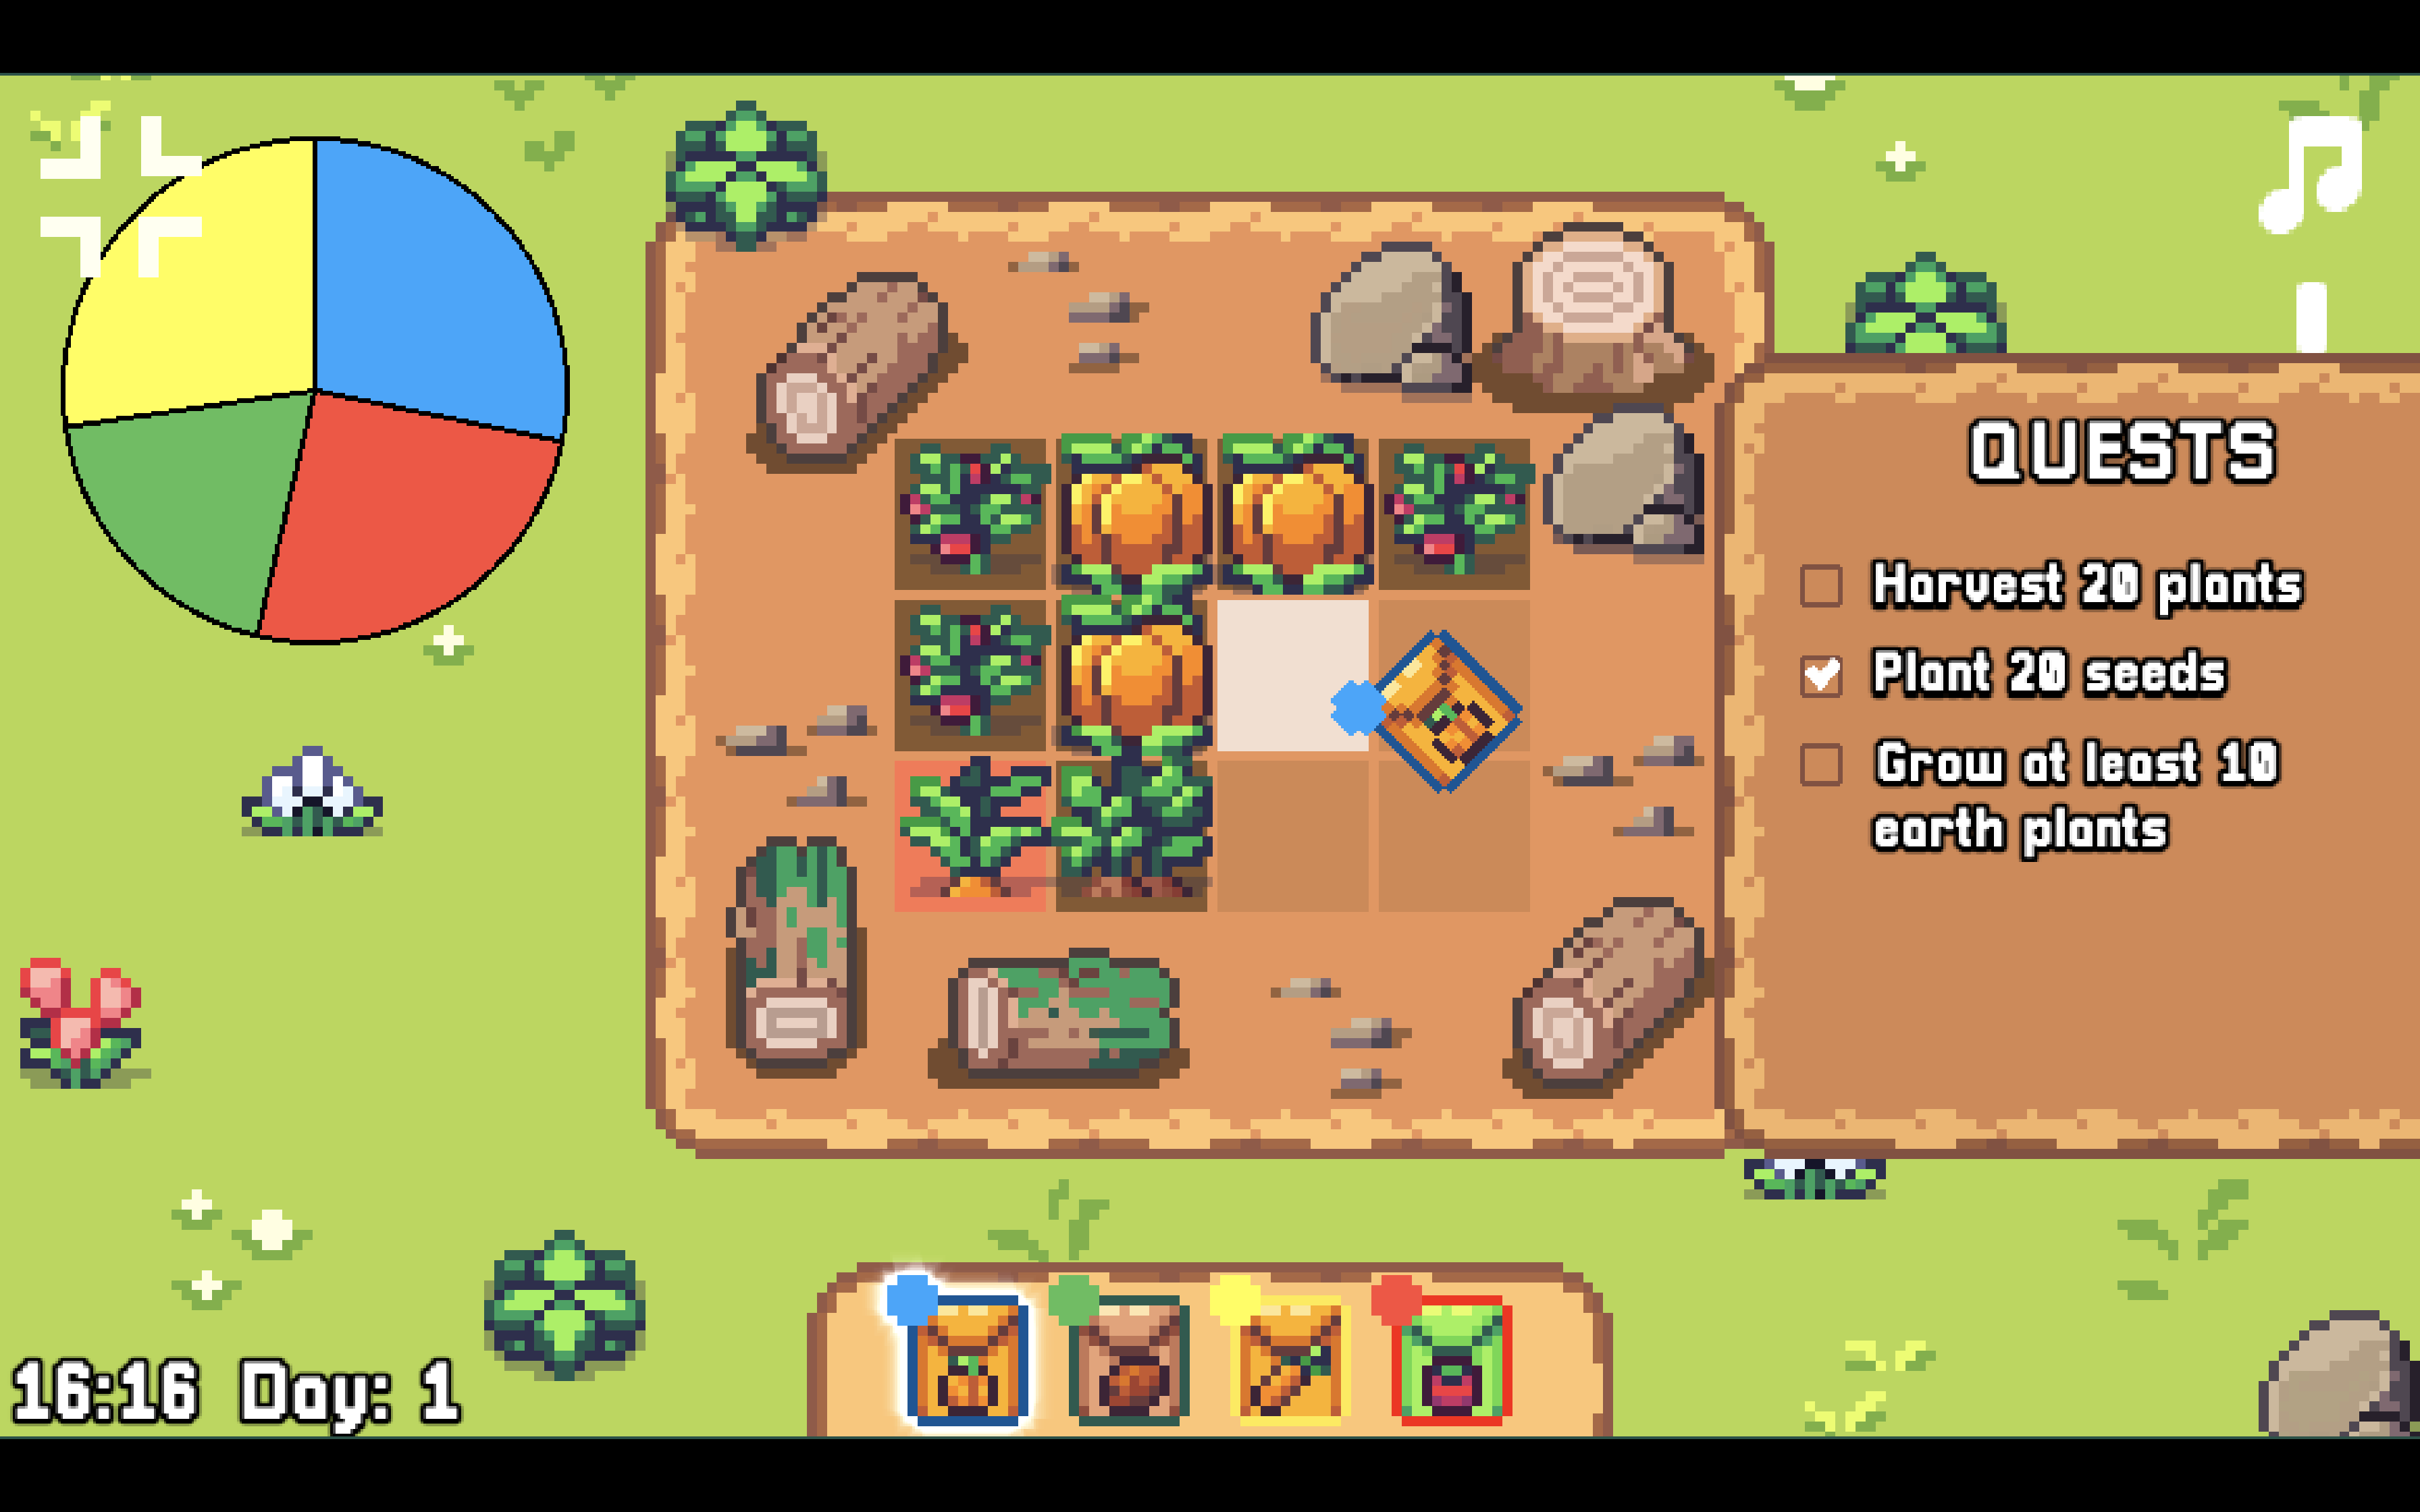 QUESTS
Harvest 20 plants
Plant 20 seeds
Grow at least 10
earth plants
16:16 Day: 1